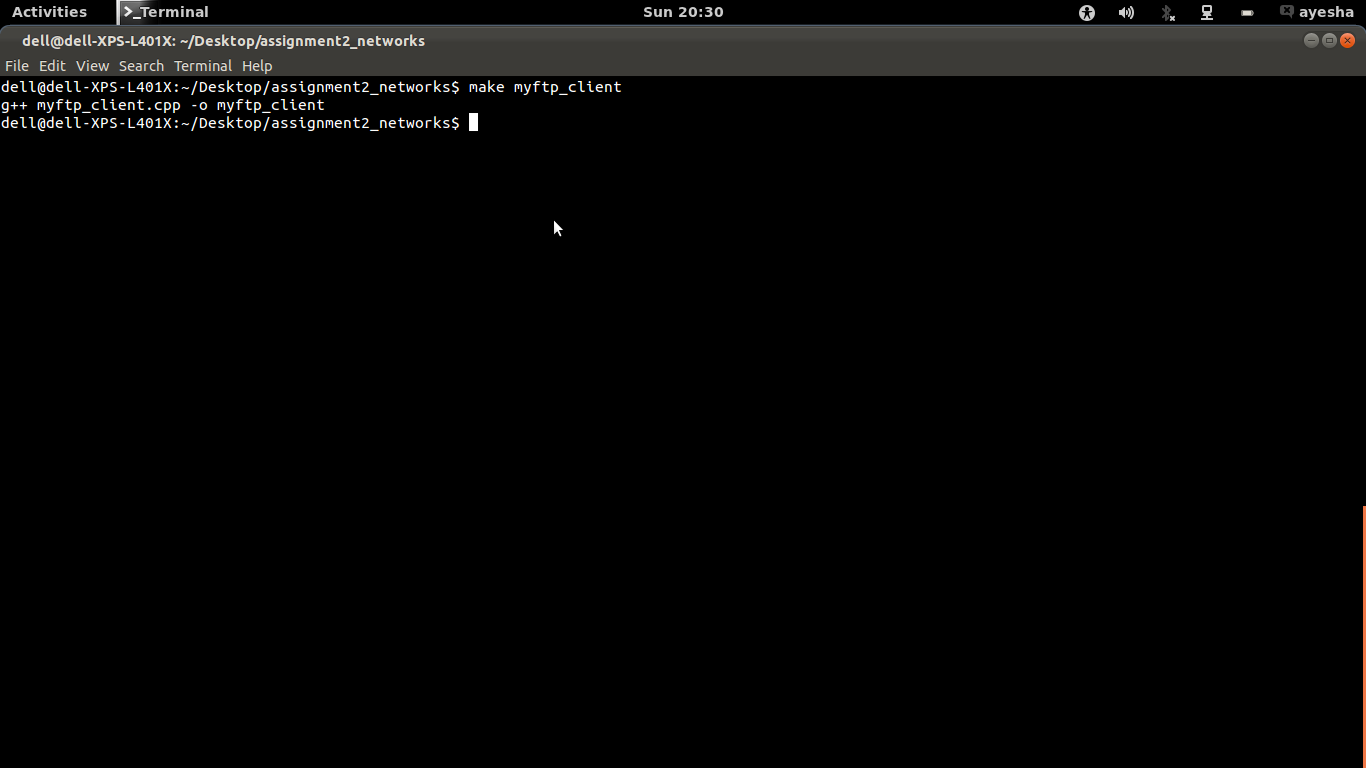 Activities >_Terminal Sun 20:30 ayesha
dell@dell-XPS-L401X: ~/Desktop/assignment2_networks
File Edit View Search Terminal Help
dell@dell-XPS-L401X:~/Desktop/assignment2_networks$ make myftp_client
g++ myftp_client.cpp -o myftp_client
dell@dell-XPS-L401X:~/Desktop/assignment2_networks$